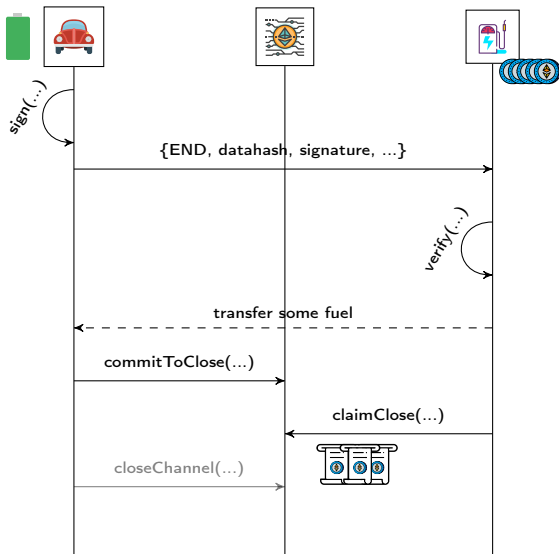 sign(...)
{END, datahash, signature, ...}
verify(...)
transfer some fuel
commitToClose(...)
claimClose(...)
closeChannel(...)